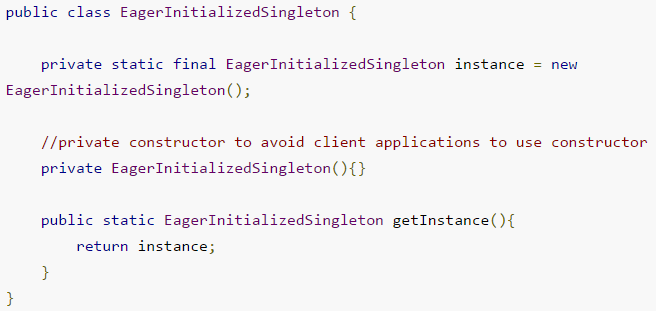 public class EagerInitializedSingleton {
private static final EagerInitializedSingleton instance = new
EagerInitializedSingleton();
//private constructor to avoid client applications to use constructor
private EagerInitializedSingleton(){}
public static EagerInitializedSingleton getInstance(){
return instance;
}
}